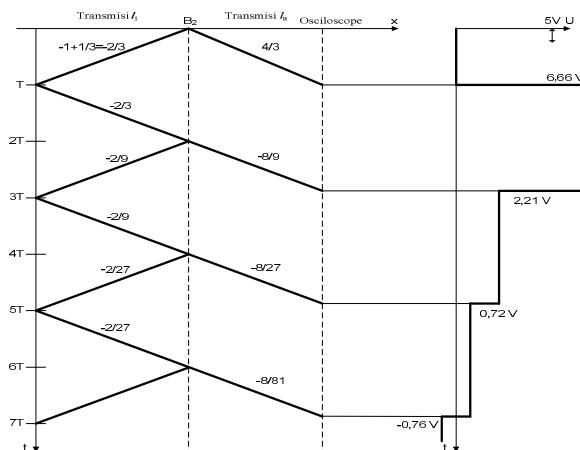 Transmisi l₁ B₂ Transmisi lₐ Osciloscope x 5V U
-1+1/3=-2/3 4/3
T 6,66 V
-2/3
2T
-2/9 -8/9
3T 2,21 V
-2/9
4T
-2/27 -8/27
5T 0,72 V
-2/27
6T
-8/81
7T -0,76 V
t t